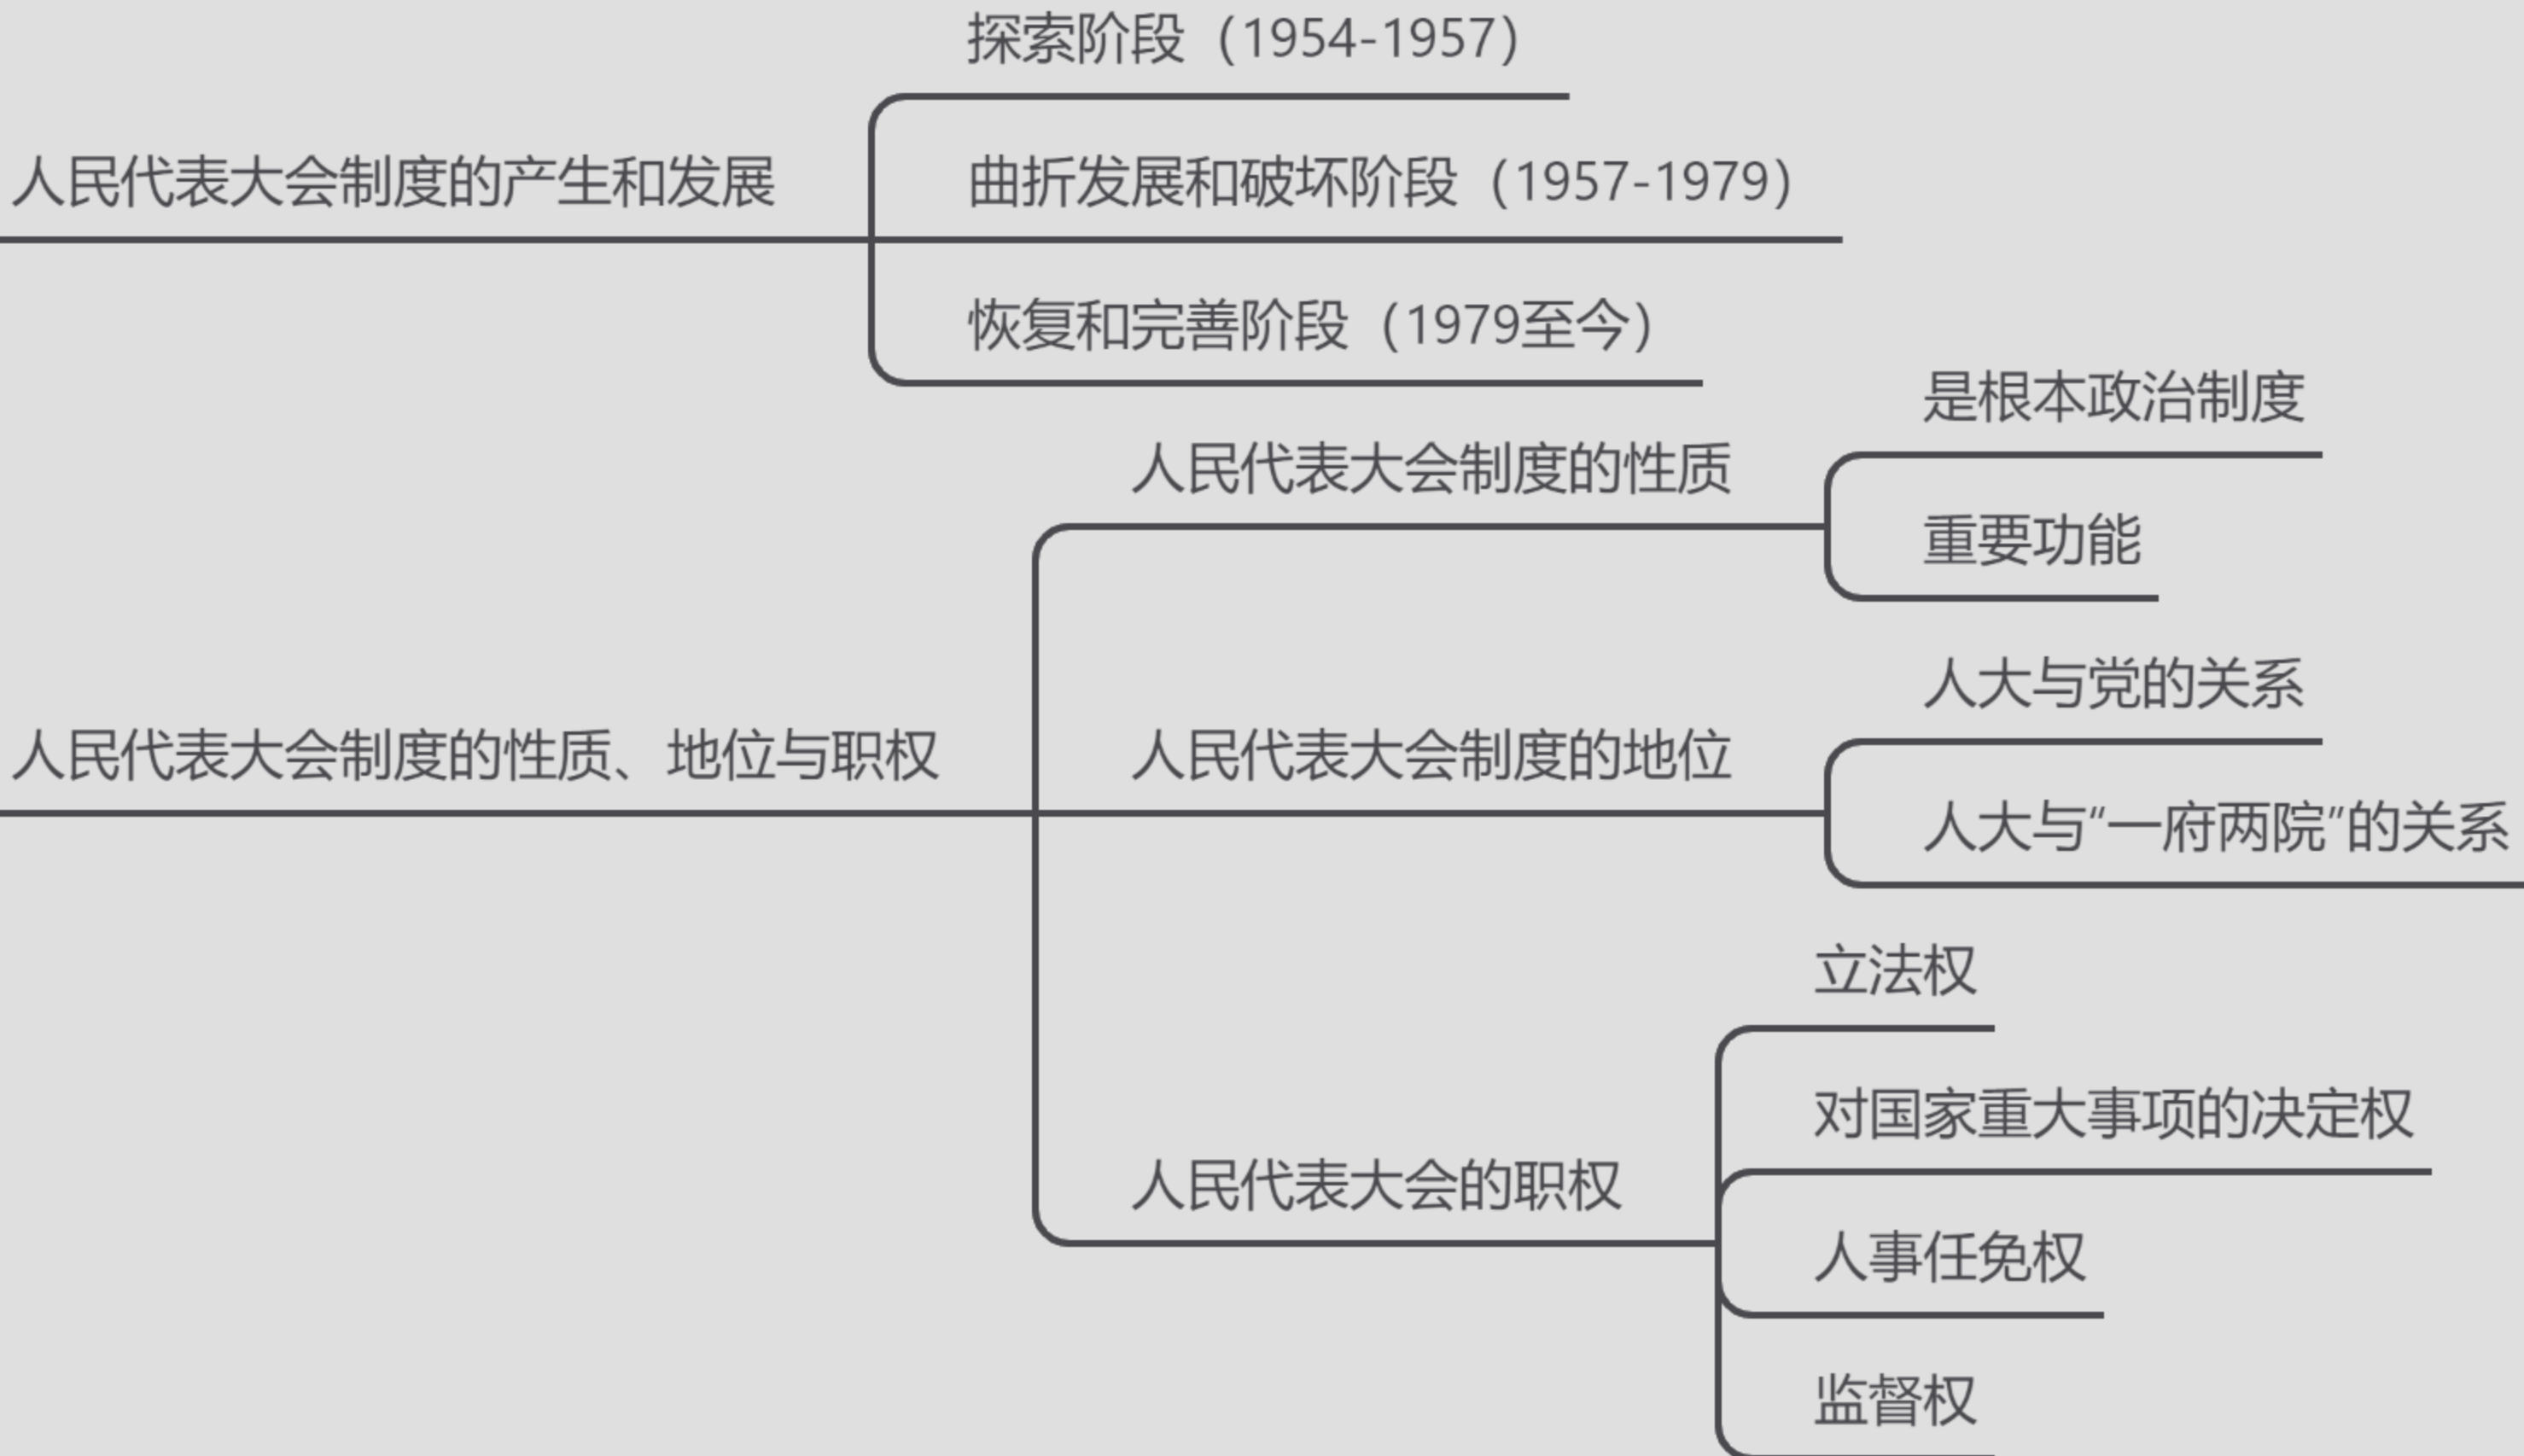 探索阶段（1954-1957）
人民代表大会制度的产生和发展
曲折发展和破坏阶段（1957-1979）
恢复和完善阶段（1979至今）
是根本政治制度
人民代表大会制度的性质
重要功能
人大与党的关系
人民代表大会制度的性质、地位与职权
人民代表大会制度的地位
人大与“一府两院”的关系
立法权
对国家重大事项的决定权
人民代表大会的职权
人事任免权
监督权